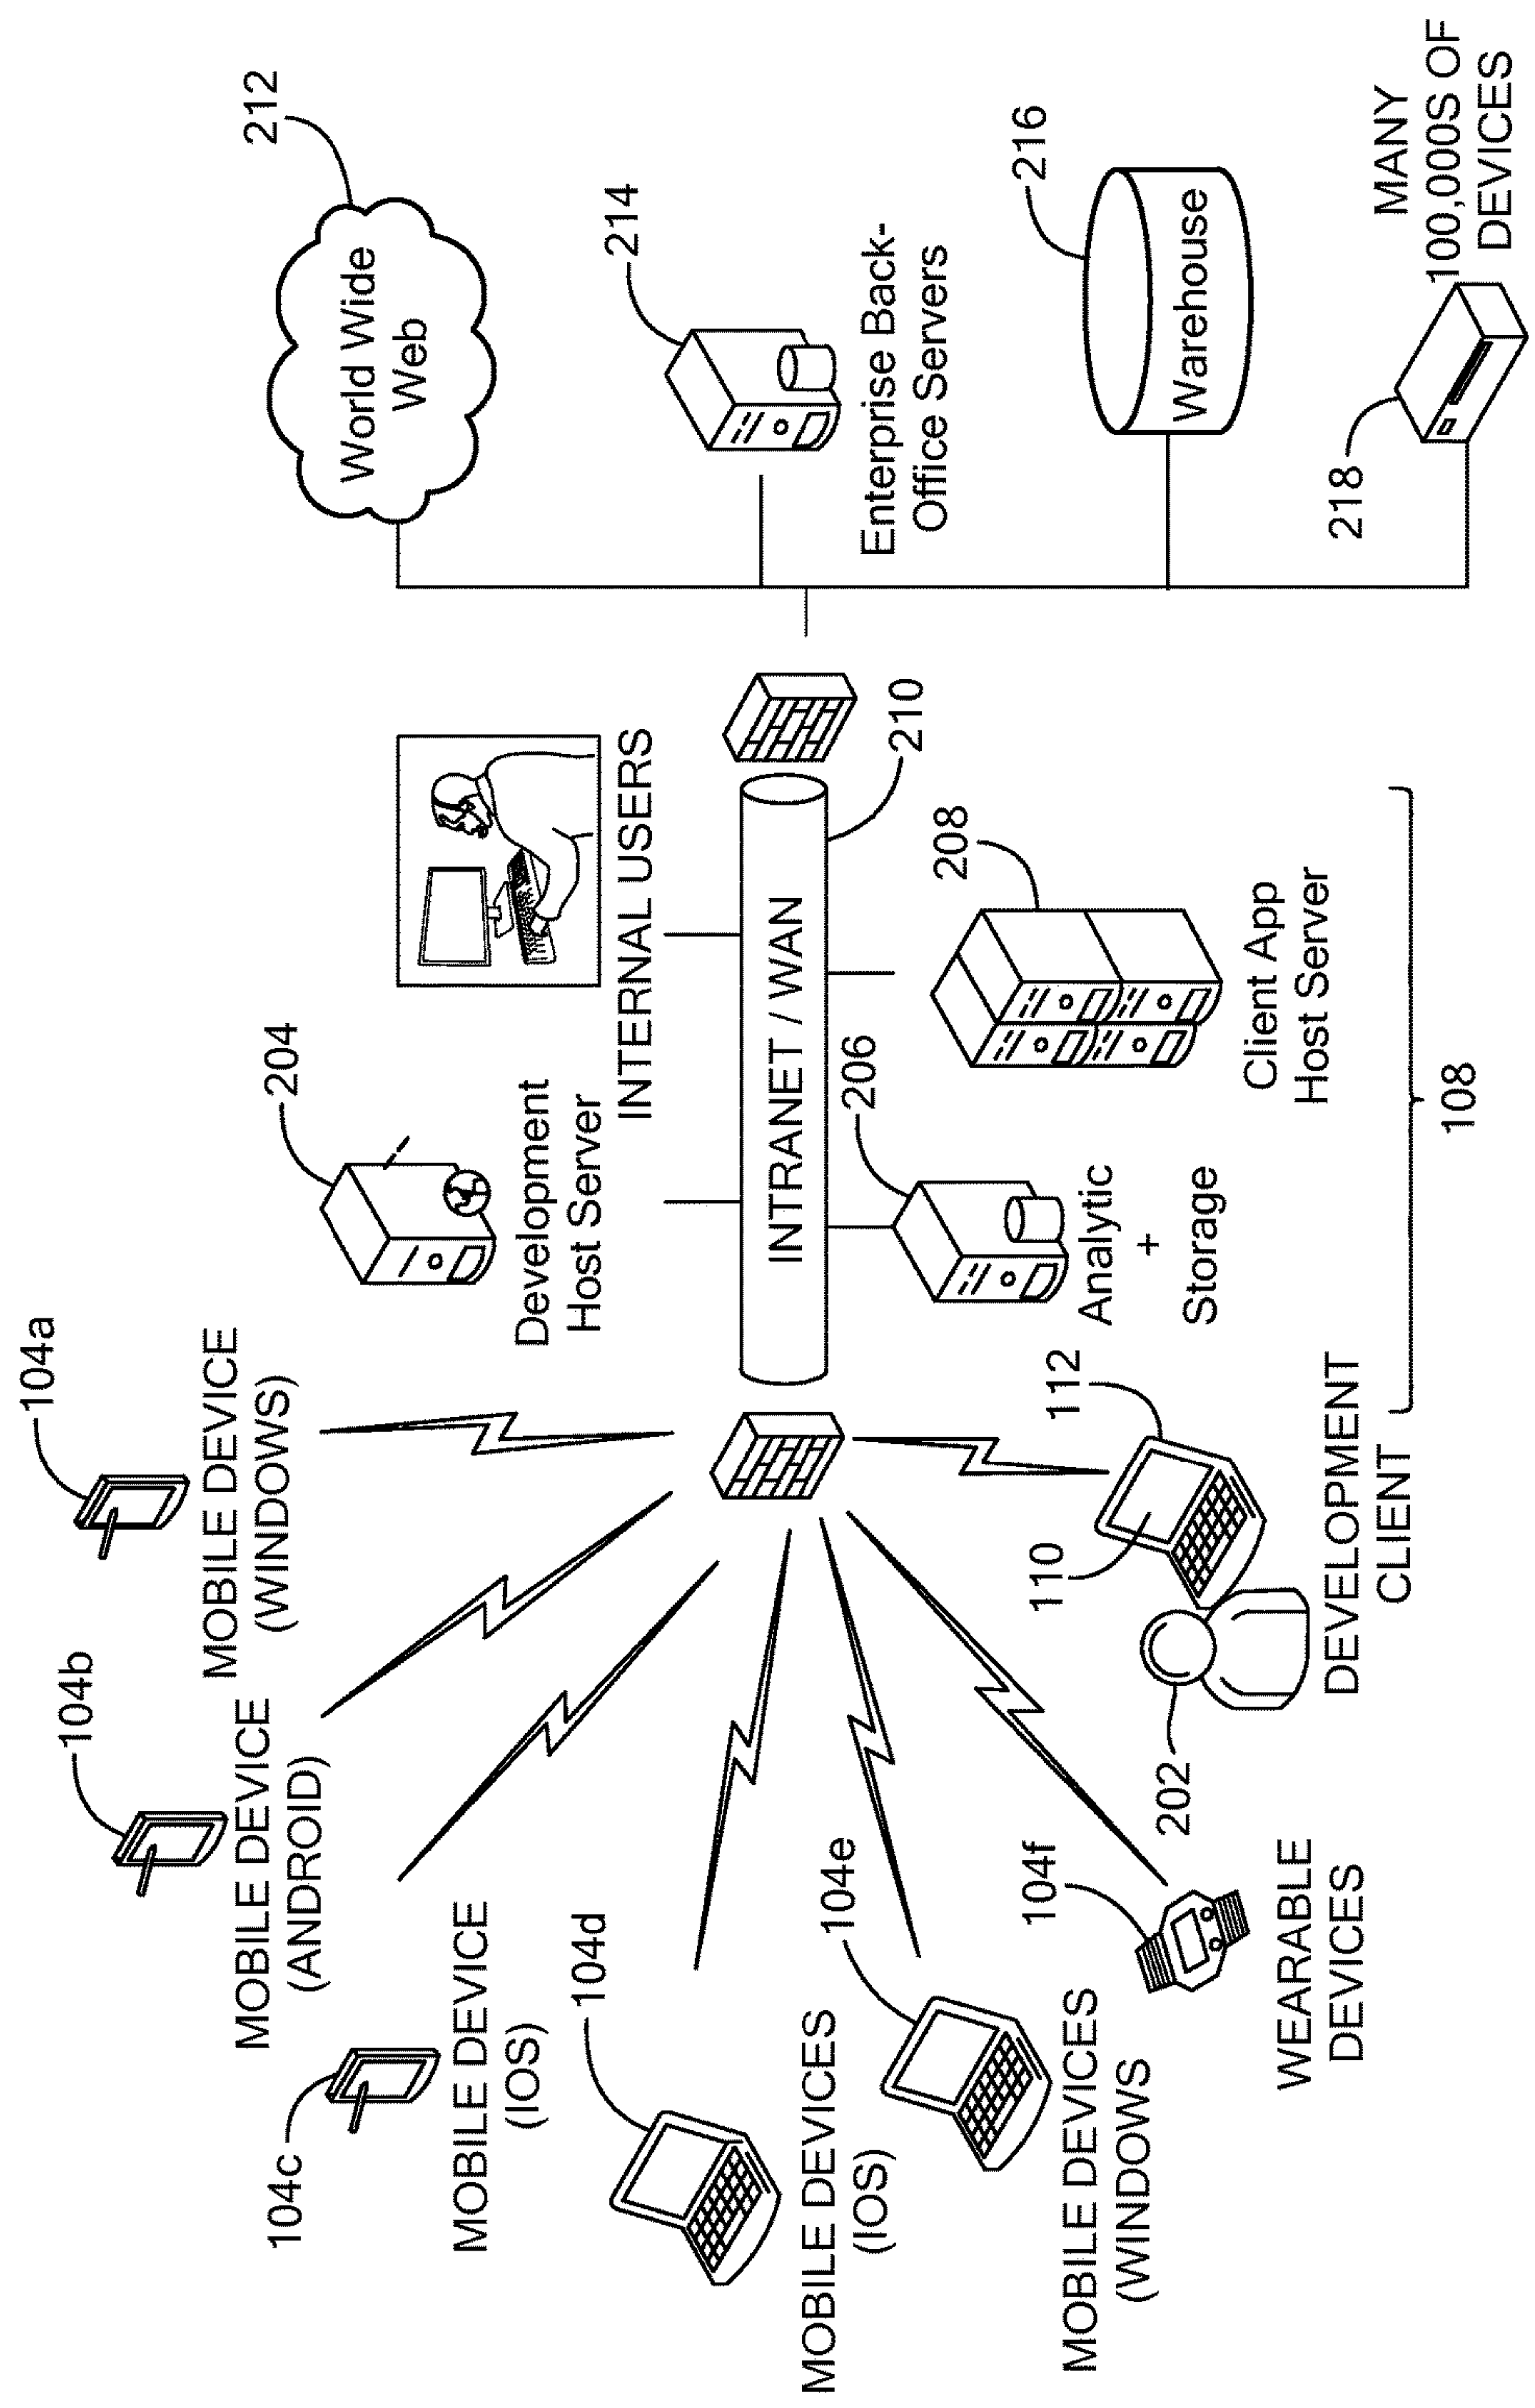 104a
MOBILE DEVICE
(WINDOWS)
104b
MOBILE DEVICE
(ANDROID)
104c
MOBILE DEVICE
(IOS)
104d
MOBILE DEVICES
(IOS)
104e
MOBILE DEVICES
(WINDOWS
104f
WEARABLE
DEVICES
202
110
112
DEVELOPMENT
CLIENT
204
Development
Host Server
INTERNAL USERS
INTRANET / WAN
210
206
Analytic
+
Storage
208
Client App
Host Server
108
212
World Wide
Web
214
Enterprise Back-
Office Servers
216
Warehouse
218
MANY
100,000S OF
DEVICES